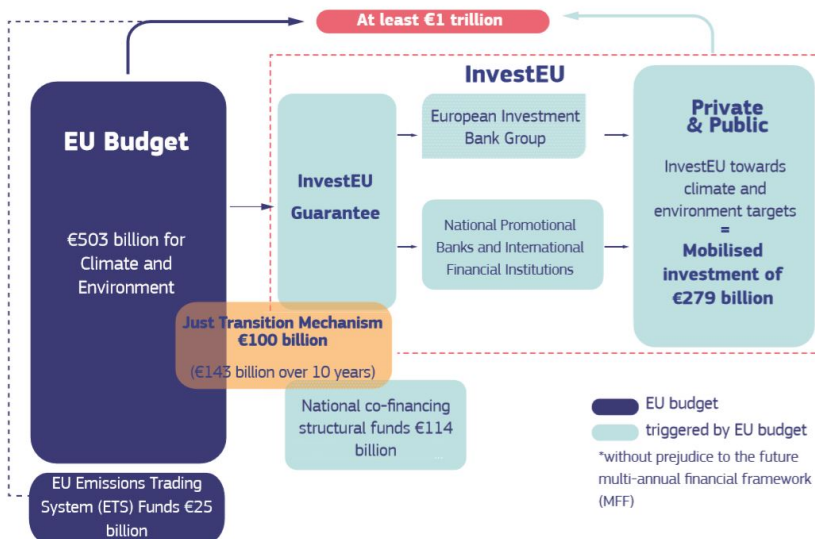 At least €1 trillion
EU Budget
€503 billion for
Climate and
Environment
InvestEU
InvestEU
Guarantee
European Investment
Bank Group
National Promotional
Banks and International
Financial Institutions
Private
& Public
InvestEU towards
climate and
environment targets
=
Mobilised
investment of
€279 billion
Just Transition Mechanism
€100 billion
(€143 billion over 10 years)
National co-financing
structural funds €114
billion
EU Emissions Trading
System (ETS) Funds €25
billion
EU budget
triggered by EU budget
*without prejudice to the future
multi-annual financial framework
(MFF)